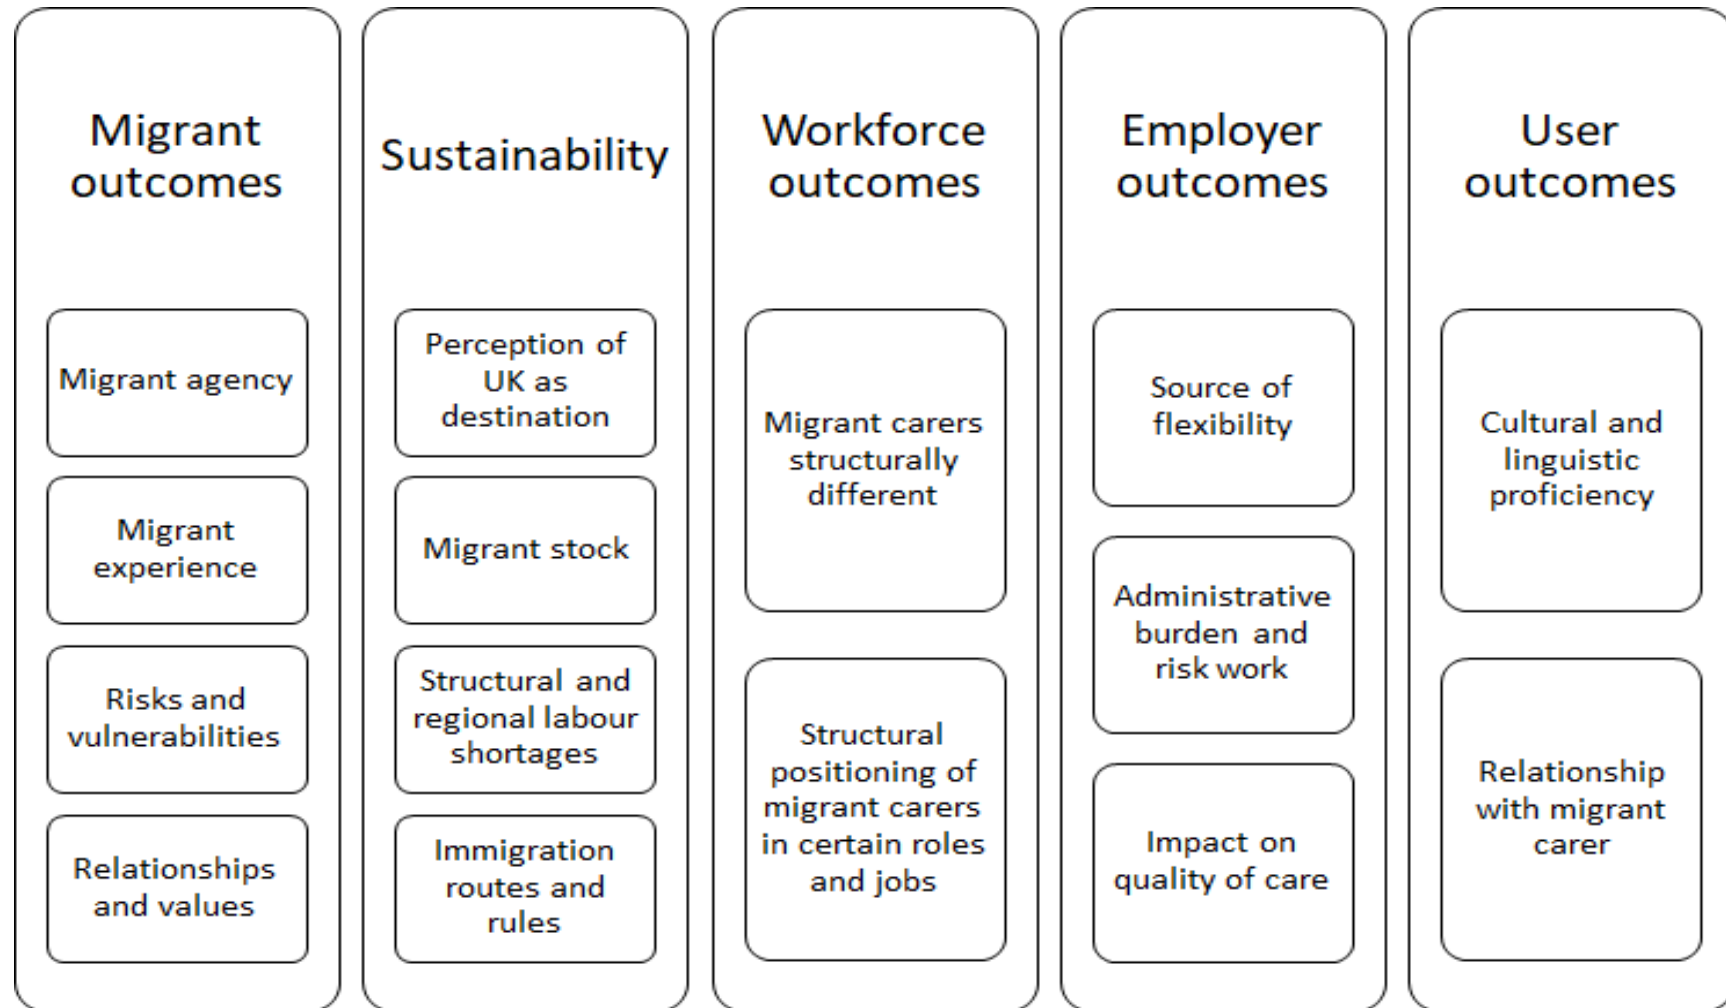 Migrant
outcomes
Migrant agency
Migrant
experience
Risks and
vulnerabilities
Relationships
and values
Sustainability
Perception of
UK as
destination
Migrant stock
Structural and
regional labour
shortages
Immigration
routes and
rules
Workforce
outcomes
Migrant carers
structurally
different
Structural
positioning of
migrant carers
in certain roles
and jobs
Employer
outcomes
Source of
flexibility
Administrative
burden and
risk work
Impact on
quality of care
User
outcomes
Cultural and
linguistic
proficiency
Relationship
with migrant
carer